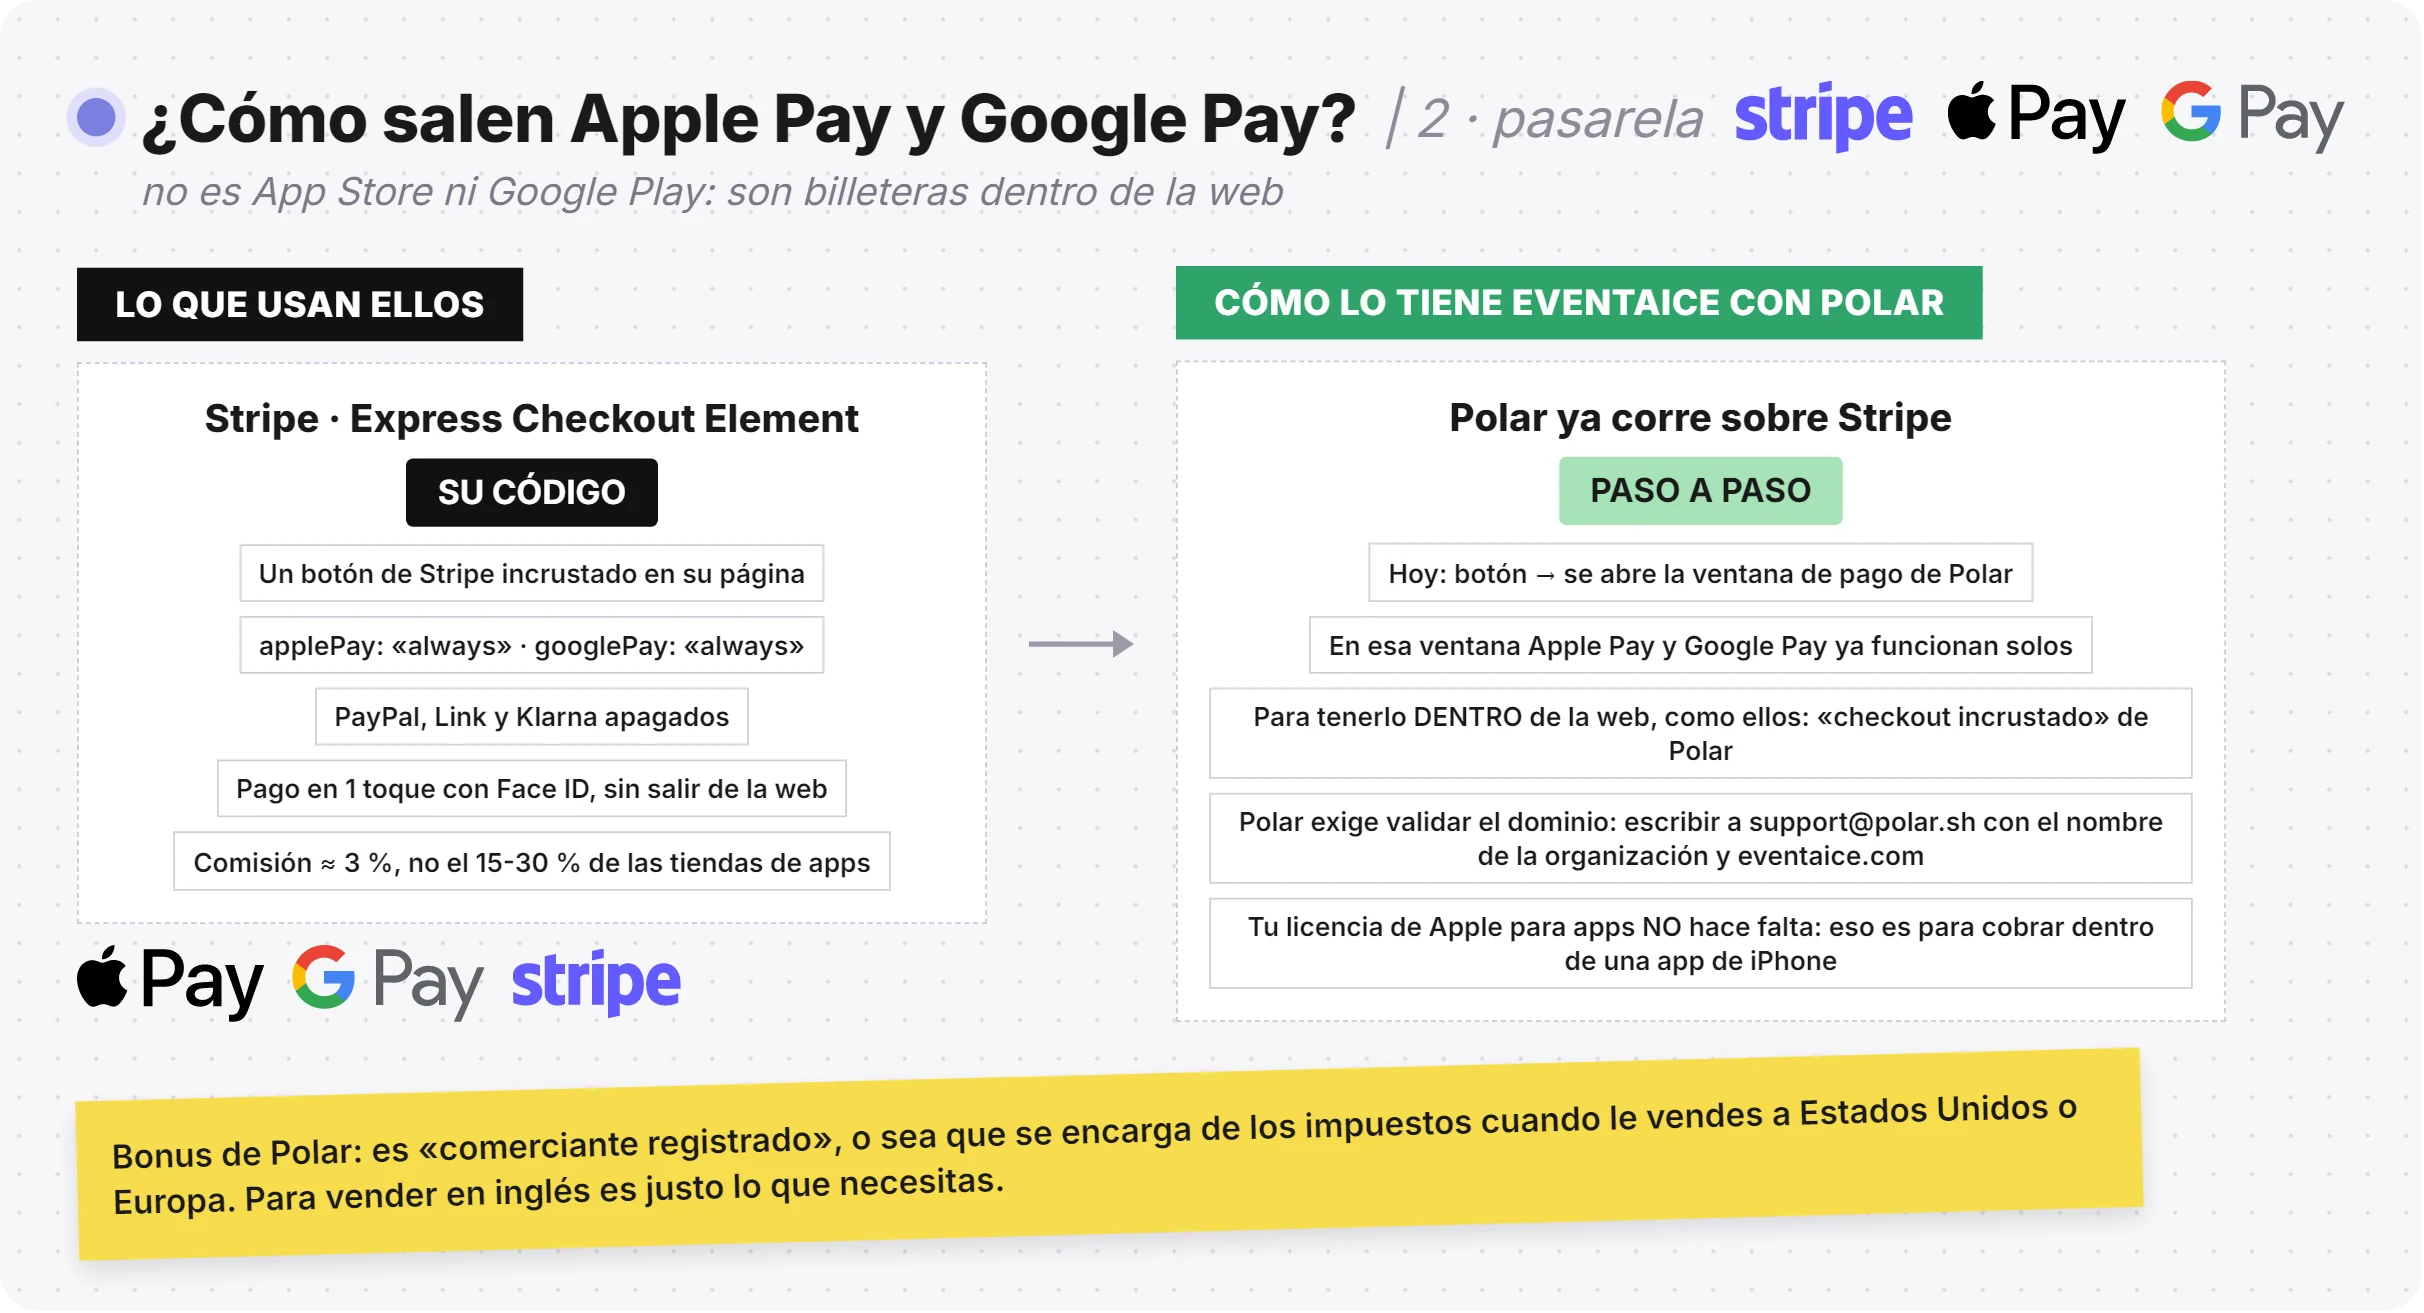 ¿Cómo salen Apple Pay y Google Pay? | 2 · pasarela stripe Pay G Pay
no es App Store ni Google Play: son billeteras dentro de la web
LO QUE USAN ELLOS
Stripe · Express Checkout Element
SU CÓDIGO
Un botón de Stripe incrustado en su página
applePay: «always» · googlePay: «always»
PayPal, Link y Klarna apagados
Pago en 1 toque con Face ID, sin salir de la web
Comisión ≈ 3 %, no el 15-30 % de las tiendas de apps
Pay G Pay stripe
CÓMO LO TIENE EVENTAICE CON POLAR
Polar ya corre sobre Stripe
PASO A PASO
Hoy: botón → se abre la ventana de pago de Polar
En esa ventana Apple Pay y Google Pay ya funcionan solos
Para tenerlo DENTRO de la web, como ellos: «checkout incrustado» de
Polar
Polar exige validar el dominio: escribir a support@polar.sh con el nombre
de la organización y eventaice.com
Tu licencia de Apple para apps NO hace falta: eso es para cobrar dentro
de una app de iPhone
Bonus de Polar: es «comerciante registrado», o sea que se encarga de los impuestos cuando le vendes a Estados Unidos o
Europa. Para vender en inglés es justo lo que necesitas.